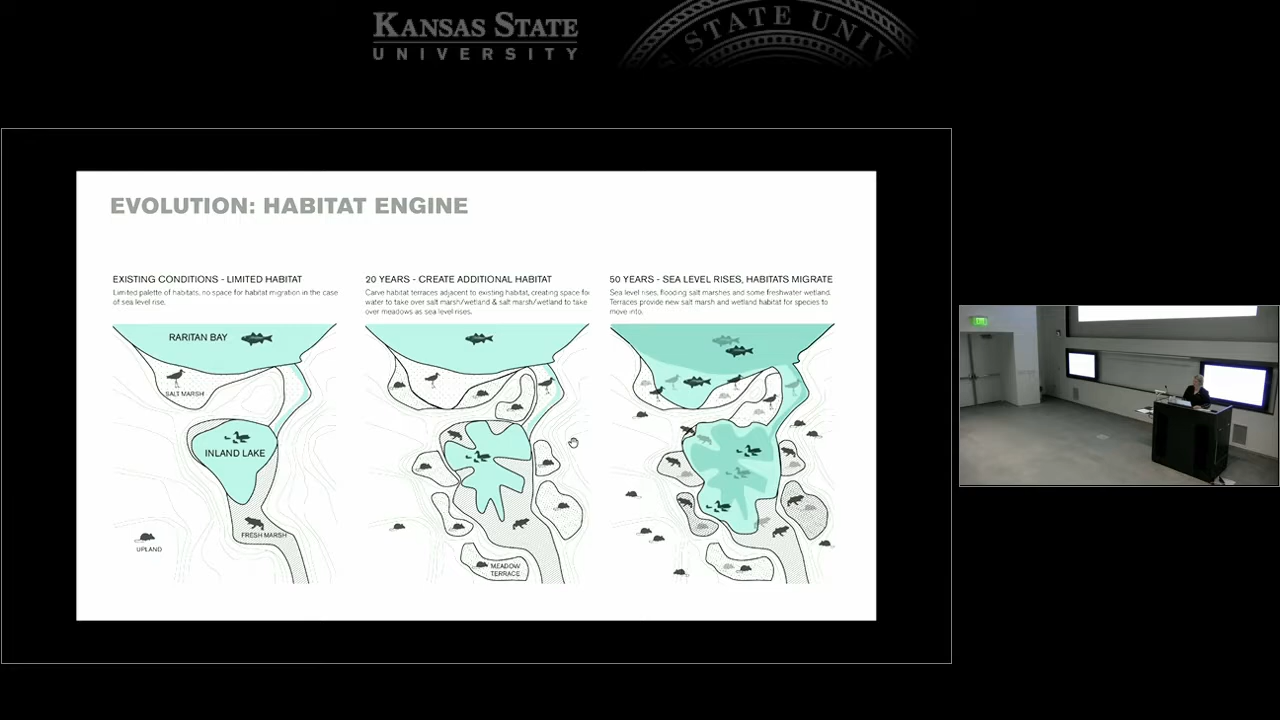 KANSAS STATE
UNIVERSITY
STATE UNIV
EVOLUTION: HABITAT ENGINE
EXISTING CONDITIONS - LIMITED HABITAT
Limited palette of habitats, no space for habitat migration in the case
of sea level rise.
20 YEARS - CREATE ADDITIONAL HABITAT
Carve habitat terraces adjacent to existing habitat, creating space for
water to take over salt marsh/wetland & salt marsh/wetland to take
over meadows as sea level rises.
50 YEARS - SEA LEVEL RISES, HABITATS MIGRATE
Sea level rises, flooding salt marshes and some freshwater wetland.
Terraces provide new salt marsh and wetland habitat for species to
move into.
RARITAN BAY
SALT MARSH
INLAND LAKE
FRESH MARSH
UPLAND
MEADOW
TERRACE